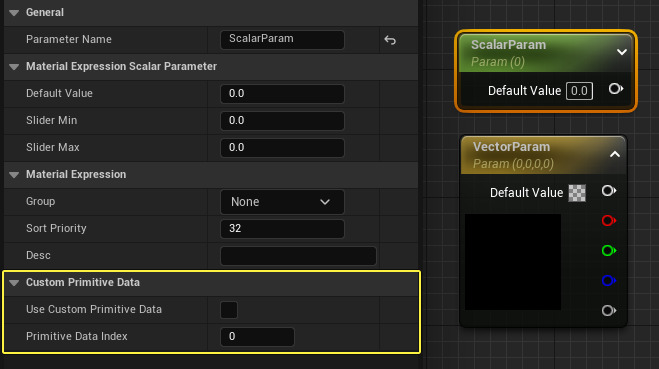 General
Parameter Name ScalarParam
Material Expression Scalar Parameter
Default Value 0.0
Slider Min 0.0
Slider Max 0.0
Material Expression
Group None
Sort Priority 32
Desc
Custom Primitive Data
Use Custom Primitive Data
Primitive Data Index 0
ScalarParam
Param (0)
Default Value 0.0
VectorParam
Param (0,0,0,0)
Default Value